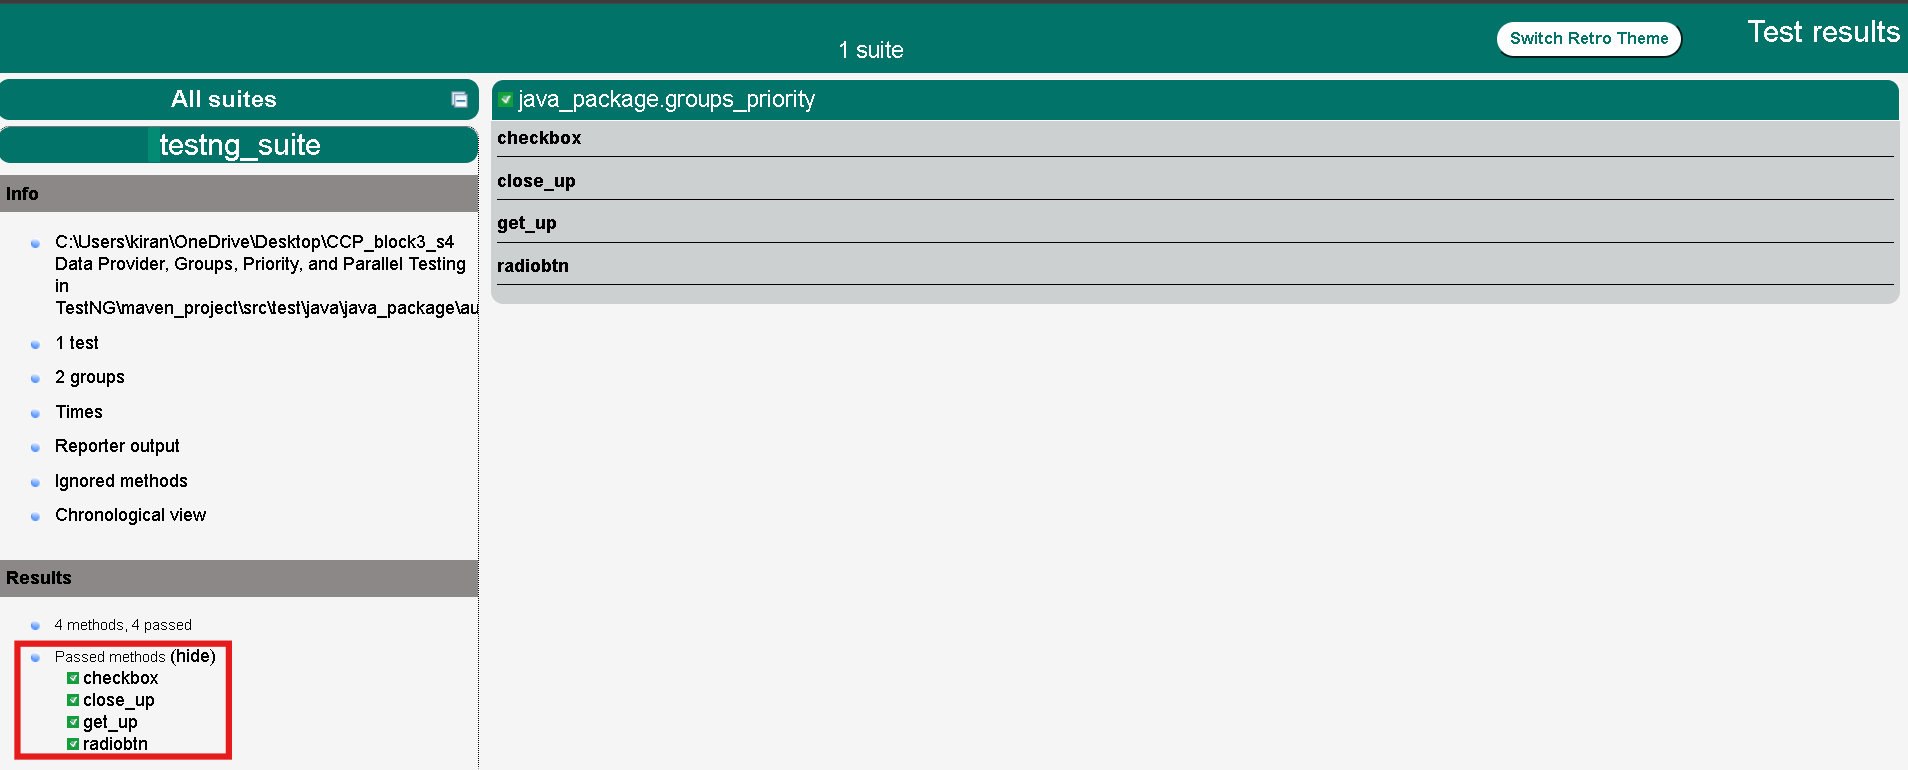 1 suite
Switch Retro Theme
Test results
All suites
testng_suite
Info
C:\Users\kiran\OneDrive\Desktop\CCP_block3_s4
Data Provider, Groups, Priority, and Parallel Testing
in
TestNG\maven_project\src\test\java\java_package\au
1 test
2 groups
Times
Reporter output
Ignored methods
Chronological view
Results
4 methods, 4 passed
Passed methods (hide)
checkbox
close_up
get_up
radiobtn
java_package.groups_priority
checkbox
close_up
get_up
radiobtn